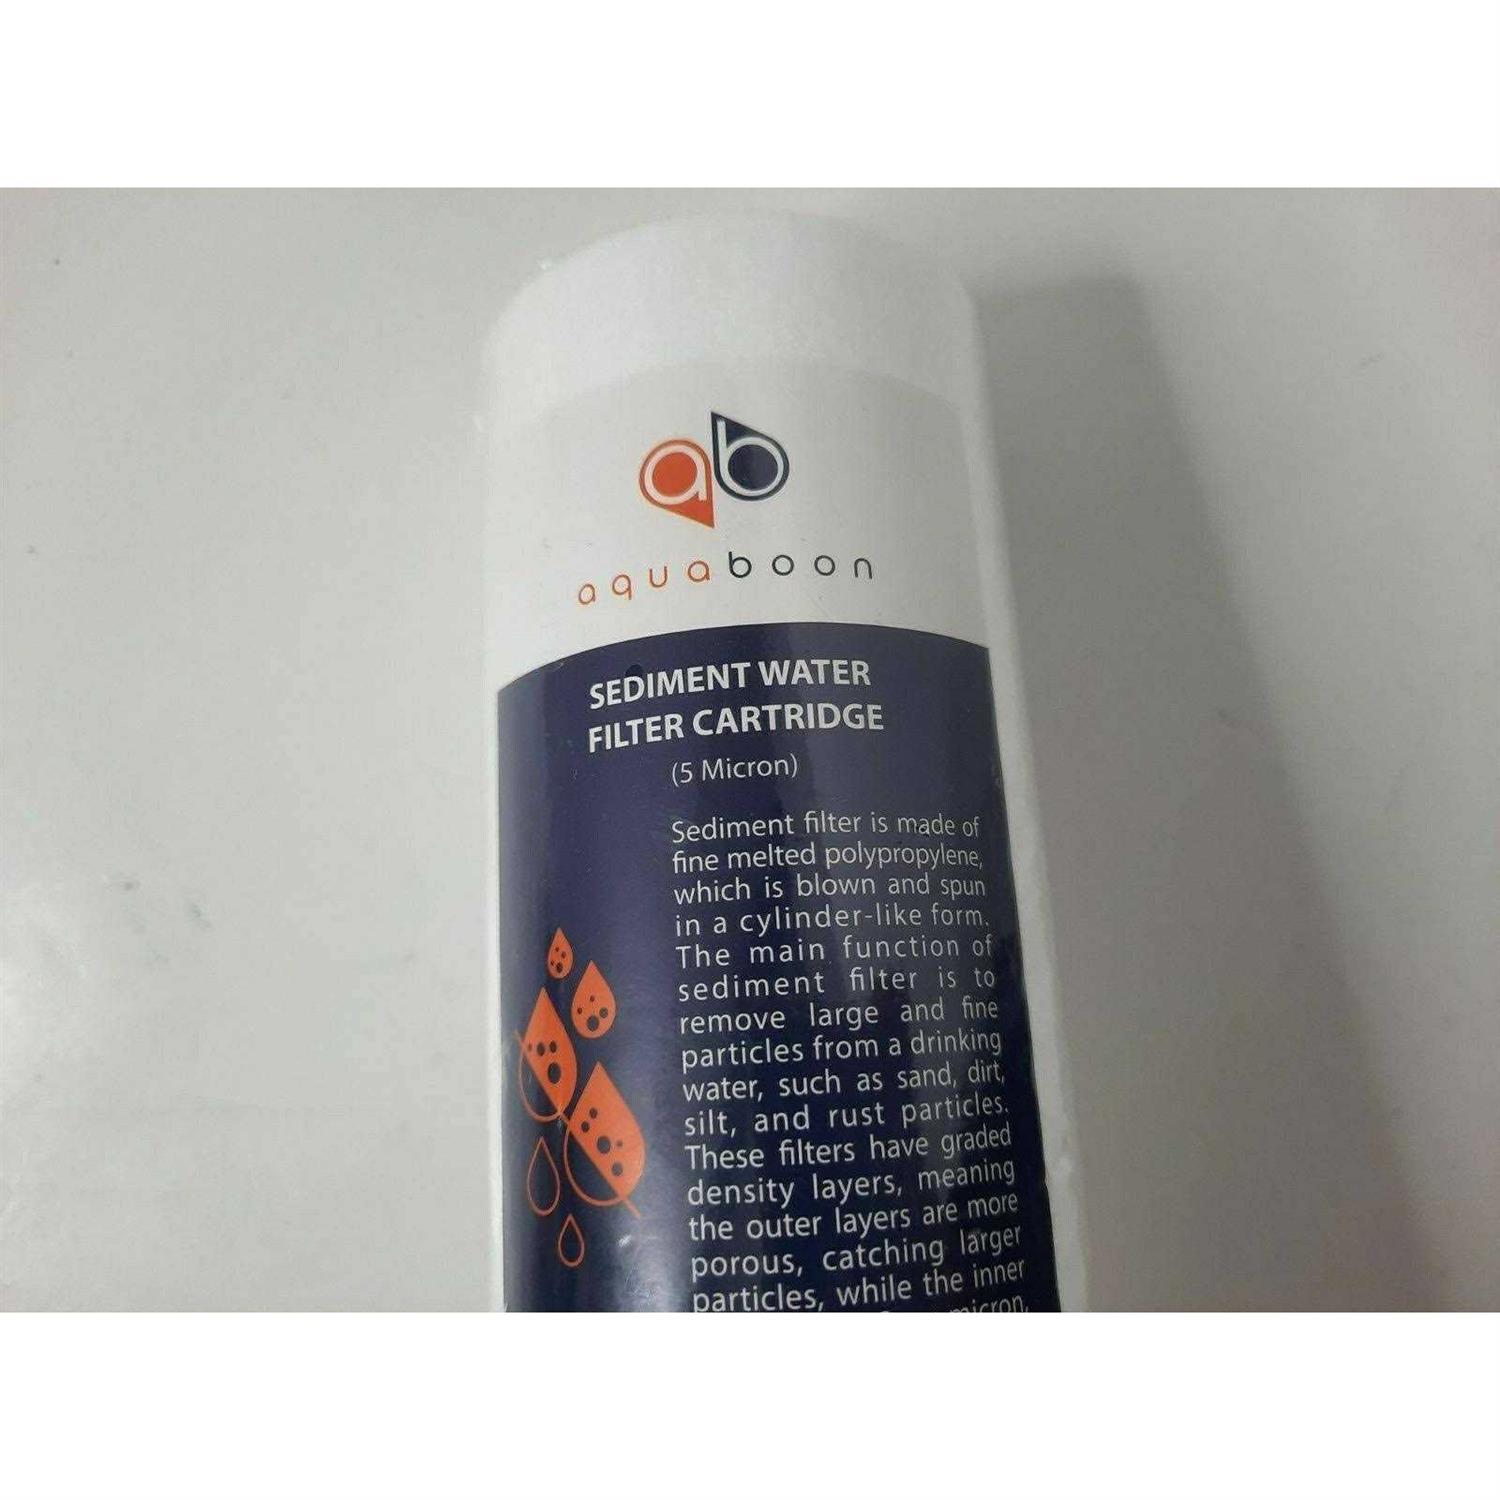 ab
aquaboon
SEDIMENT WATER
FILTER CARTRIDGE
(5 Micron)
Sediment filter is made of
fine melted polypropylene,
which is blown and spun
in a cylinder-like form.
The main function of
sediment filter is to
remove large and fine
particles from a drinking
water, such as sand, dirt,
silt, and rust particles.
These filters have graded
density layers, meaning
the outer layers are more
porous, catching larger
particles, while the inner
micron,